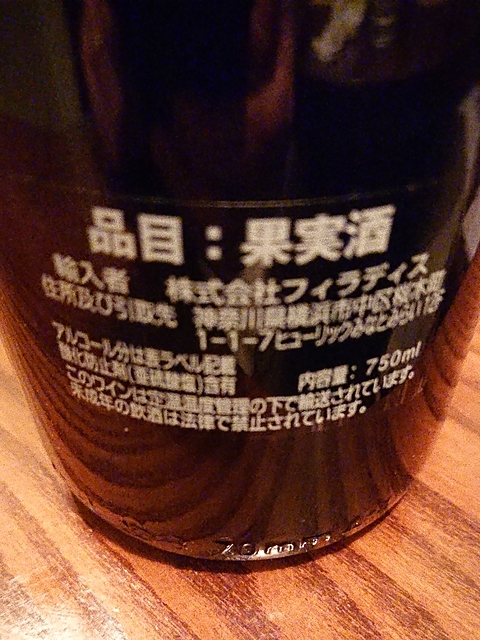 品目：果実酒
輸入者 株式会社フィラディス
住所及び引取先 神奈川県横浜市中区桜木町
1-1-7ヒューリックみなとみらい11F
アルコール分は表ラベル記載
酸化防止剤(亜硫酸塩)含有 内容量：750ml
このワインは定温温度管理の下で輸送されています。
未成年の飲酒は法律で禁止されています。